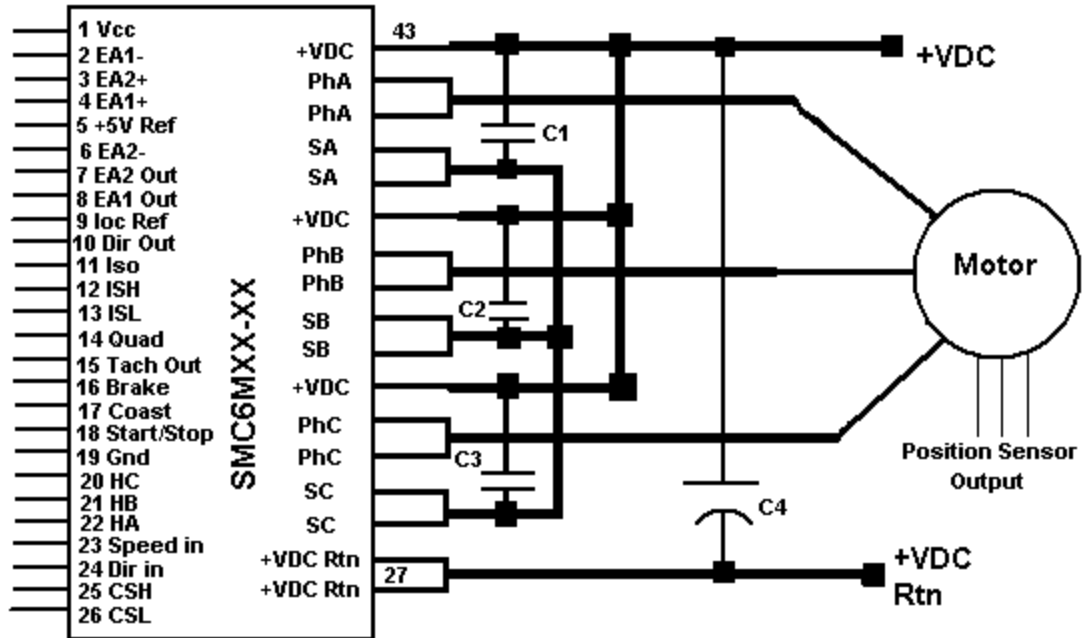 1 Vcc
2 EA1-
3 EA2+
4 EA1+
5 +5V Ref
6 EA2-
7 EA2 Out
8 EA1 Out
9 Ioc Ref
10 Dir Out
11 Iso
12 ISH
13 ISL
14 Quad
15 Tach Out
16 Brake
17 Coast
18 Start/Stop
19 Gnd
20 HC
21 HB
22 HA
23 Speed in
24 Dir in
25 CSH
26 CSL
SMC6MXX-XX
43
+VDC
PhA
PhA
SA
SA
+VDC
PhB
PhB
SB
SB
+VDC
PhC
PhC
SC
SC
+VDC Rtn
27
+VDC Rtn
C1
C2
C3
C4
+VDC
Motor
Position Sensor
Output
+VDC
Rtn